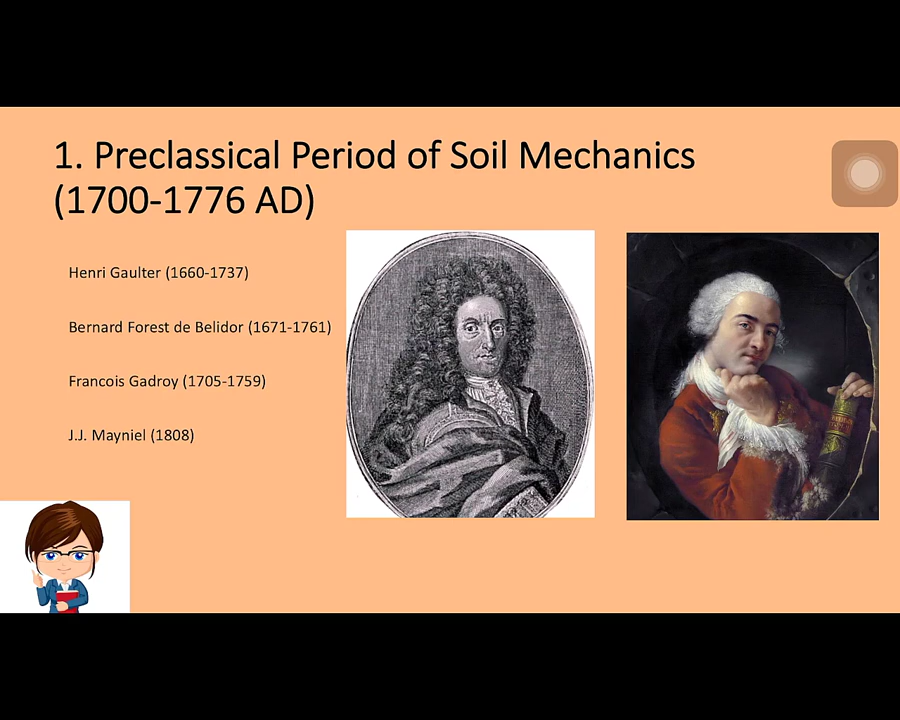 1. Preclassical Period of Soil Mechanics
(1700-1776 AD)
Henri Gaulter (1660-1737)
Bernard Forest de Belidor (1671-1761)
Francois Gadroy (1705-1759)
J.J. Mayniel (1808)